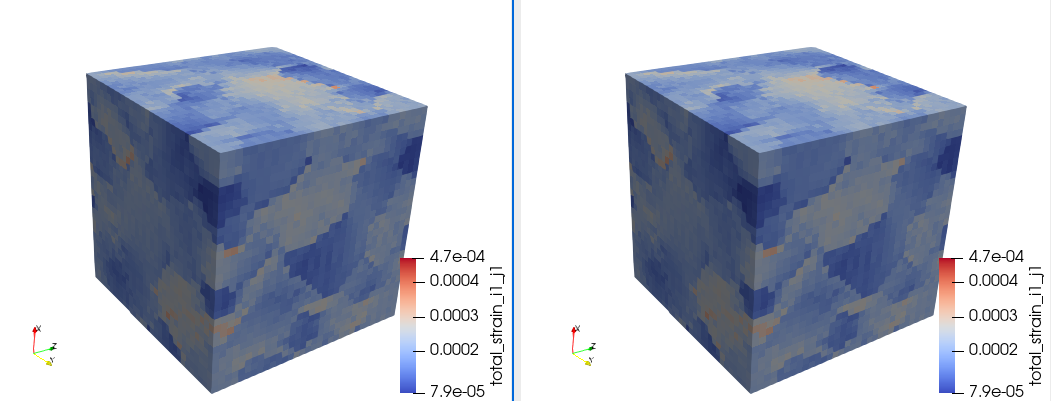 4.7e-04
0.0004
0.0003
0.0002
7.9e-05
total_strain_i1_j1
X
Z
Y
4.7e-04
0.0004
0.0003
0.0002
7.9e-05
total_strain_i1_j1
X
Z
Y